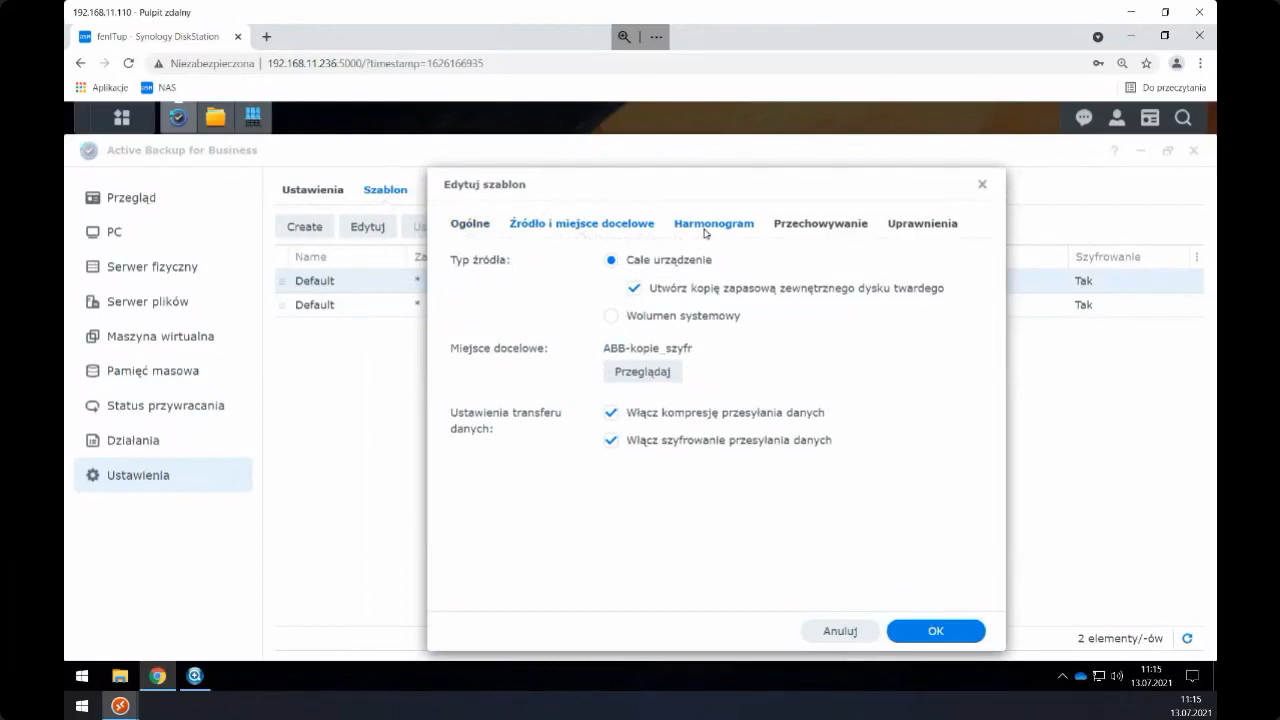 192.168.11.110 - Pulpit zdalny
fenITup - Synology DiskStation
Niezabezpieczona | 192.168.11.236:5000/?timestamp=1626166935
Aplikacje NAS Do przeczytania
Active Backup for Business
Przegląd
PC
Serwer fizyczny
Serwer plików
Maszyna wirtualna
Pamięć masowa
Status przywracania
Działania
Ustawienia
Ustawienia Szablon
Create Edytuj Us
Name Za Szyfrowanie
Default * Tak
Default * Tak
Edytuj szablon
Ogólne Źródło i miejsce docelowe Harmonogram Przechowywanie Uprawnienia
Typ źródła: Całe urządzenie
Utwórz kopię zapasową zewnętrznego dysku twardego
Wolumen systemowy
Miejsce docelowe: ABB-kopie_szyfr
Przeglądaj
Ustawienia transferu danych:
Włącz kompresję przesyłania danych
Włącz szyfrowanie przesyłania danych
Anuluj OK
2 elementy/-ów
11:15
13.07.2021
11:15
13.07.2021